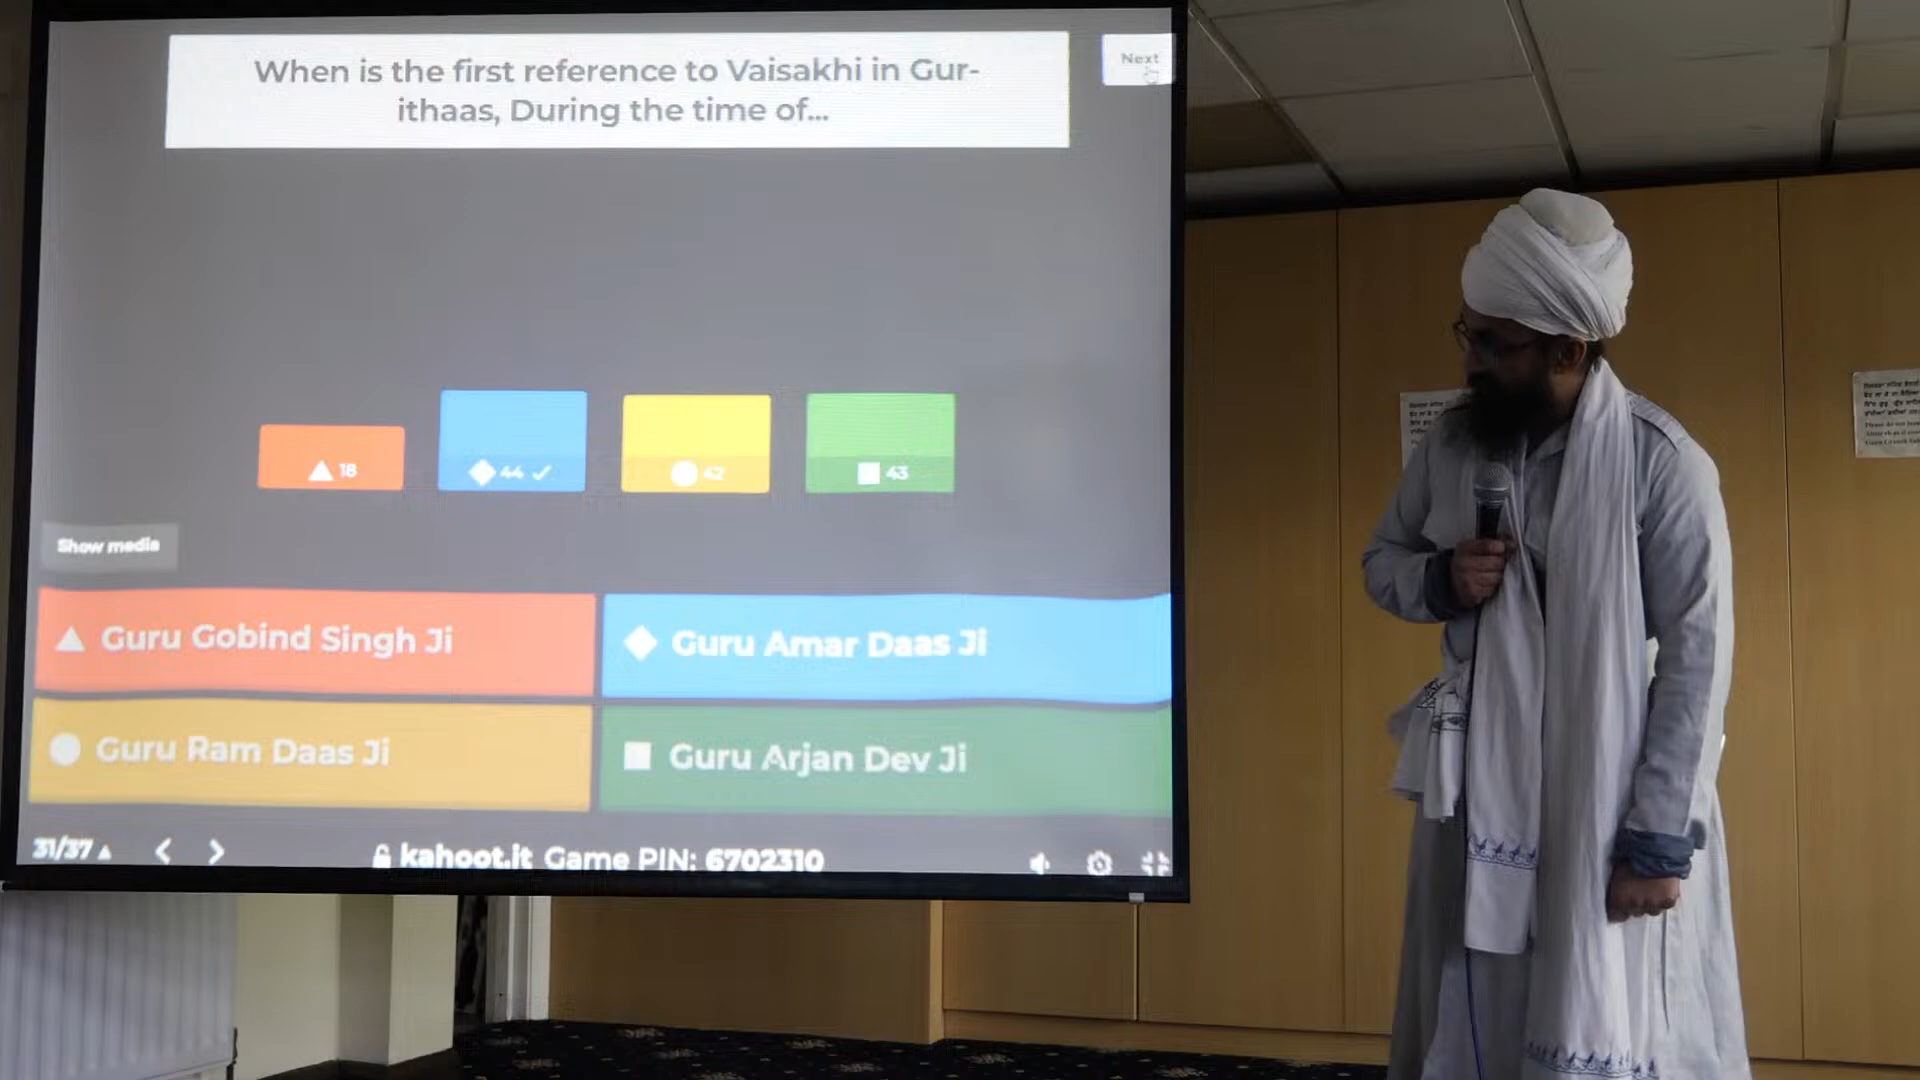 When is the first reference to Vaisakhi in Gur-
ithaas, During the time of...
Next
18
44
42
43
Show media
Guru Gobind Singh Ji
Guru Amar Daas Ji
Guru Ram Daas Ji
Guru Arjan Dev Ji
31/37
kahoot.it Game PIN: 6702310